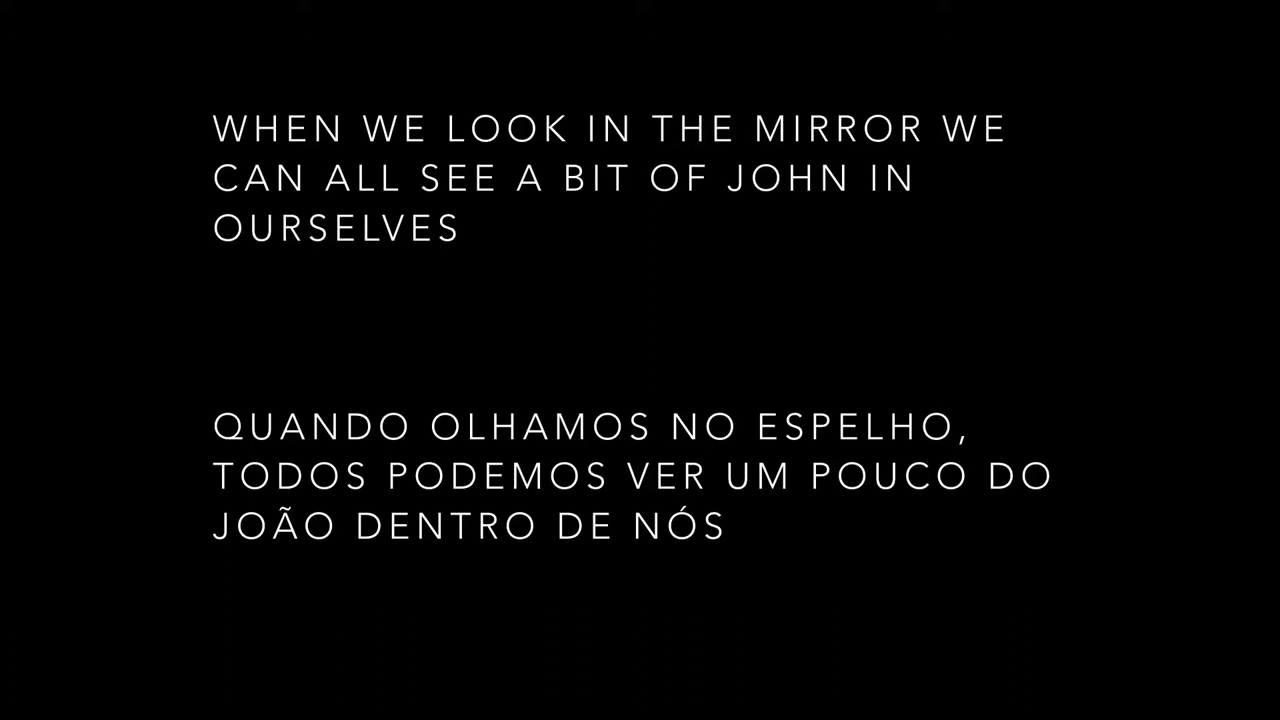 WHEN WE LOOK IN THE MIRROR WE
CAN ALL SEE A BIT OF JOHN IN
OURSELVES
QUANDO OLHAMOS NO ESPELHO,
TODOS PODEMOS VER UM POUCO DO
JOÃO DENTRO DE NÓS